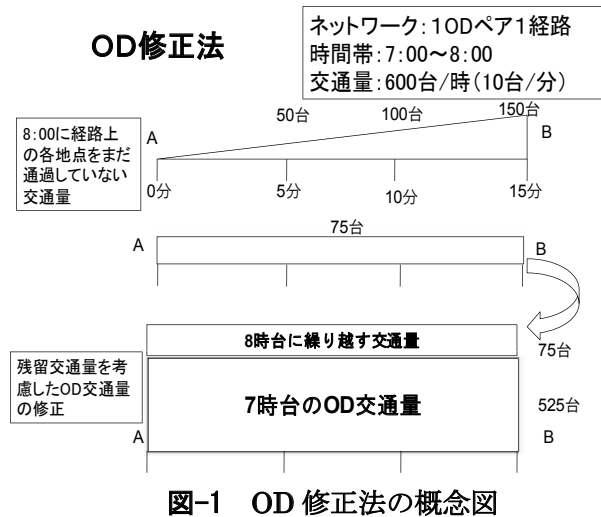 OD修正法
ネットワーク：1ODペア1経路
時間帯：7:00～8:00
交通量：600台/時(10台/分)
8:00に経路上
の各地点をまだ
通過していない
交通量
A
50台
100台
150台
B
0分
5分
10分
15分
75台
A
B
8時台に繰り越す交通量
75台
残留交通量を考
慮したOD交通量
の修正
7時台のOD交通量
525台
A
B
図-1 OD 修正法の概念図